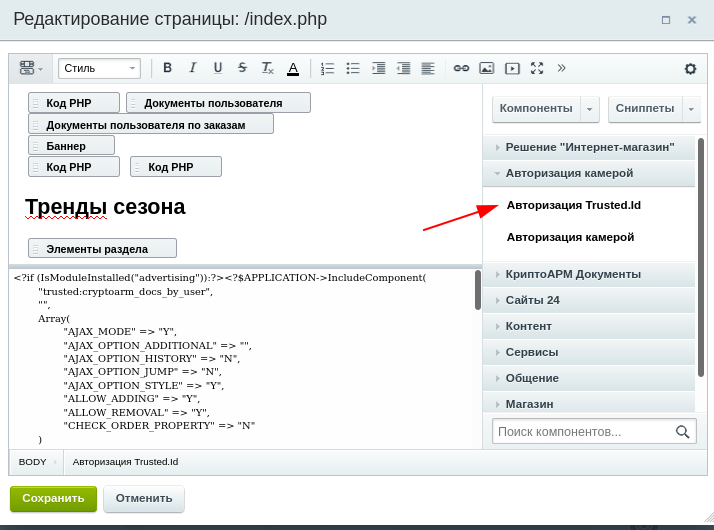 Редактирование страницы: /index.php
Стиль
B I U S Tx A
Код PHP Документы пользователя
Документы пользователя по заказам
Баннер
Код PHP Код PHP
Тренды сезона
Элементы раздела
<?if (IsModuleInstalled("advertising")):?><?$APPLICATION->IncludeComponent(
"trusted:cryptoarm_docs_by_user",
"",
Array(
"AJAX_MODE" => "Y",
"AJAX_OPTION_ADDITIONAL" => "",
"AJAX_OPTION_HISTORY" => "N",
"AJAX_OPTION_JUMP" => "N",
"AJAX_OPTION_STYLE" => "Y",
"ALLOW_ADDING" => "Y",
"ALLOW_REMOVAL" => "Y",
"CHECK_ORDER_PROPERTY" => "N"
)
Компоненты Сниппеты
Решение "Интернет-магазин"
Авторизация камерой
Авторизация Trusted.Id
Авторизация камерой
КриптоАРМ Документы
Сайты 24
Контент
Сервисы
Общение
Магазин
Поиск компонентов...
BODY Авторизация Trusted.Id
Сохранить Отменить